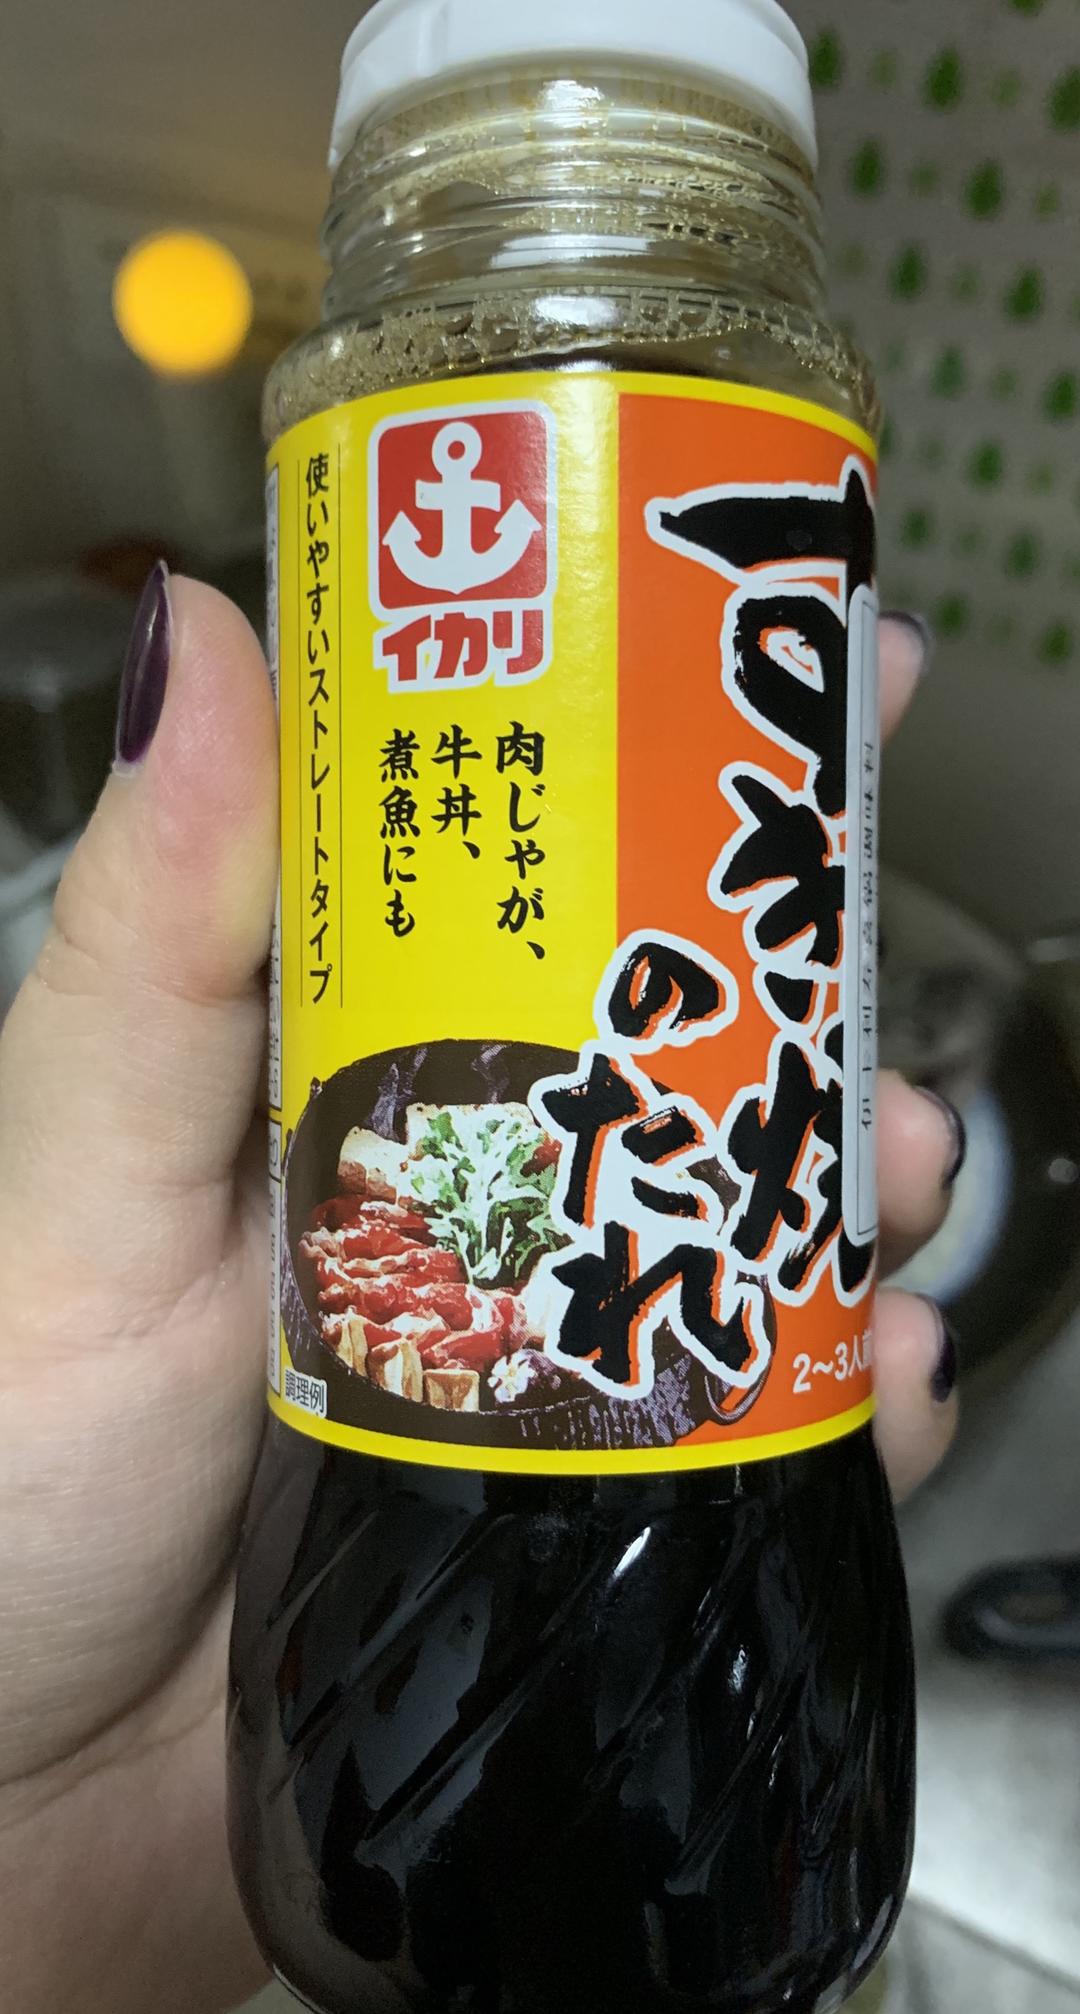 すき焼
のたれ
2～3人前
イカリ
肉じゃが、
牛丼、
煮魚にも
使いやすいストレートタイプ
調理例